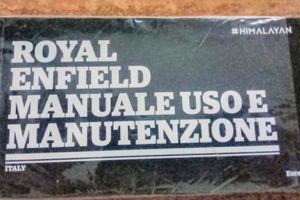 #HIMALAYAN
ROYAL
ENFIELD
MANUALE USO E
MANUTENZIONE
ITALY